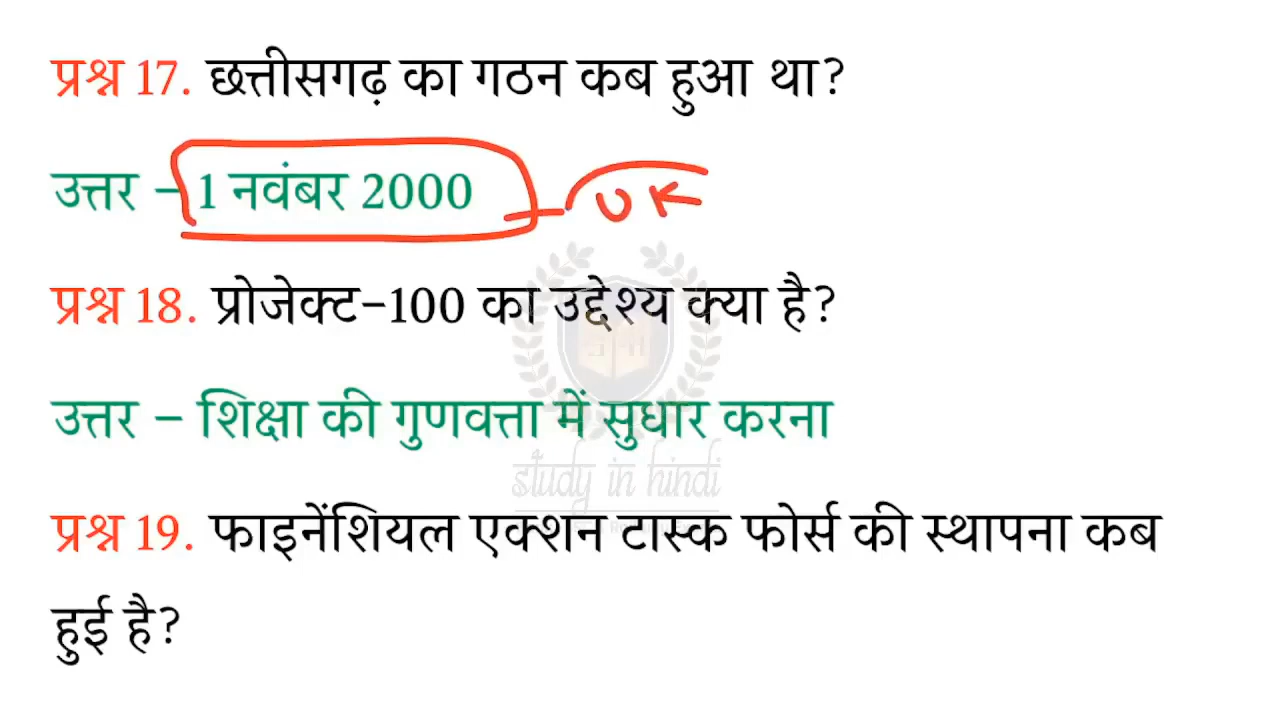 प्रश्न 17. छत्तीसगढ़ का गठन कब हुआ था?
उत्तर – 1 नवंबर 2000 – UK
प्रश्न 18. प्रोजेक्ट-100 का उद्देश्य क्या है?
उत्तर – शिक्षा की गुणवत्ता में सुधार करना
study in hindi
प्रश्न 19. फाइनेंशियल एक्शन टास्क फोर्स की स्थापना कब
हुई है?